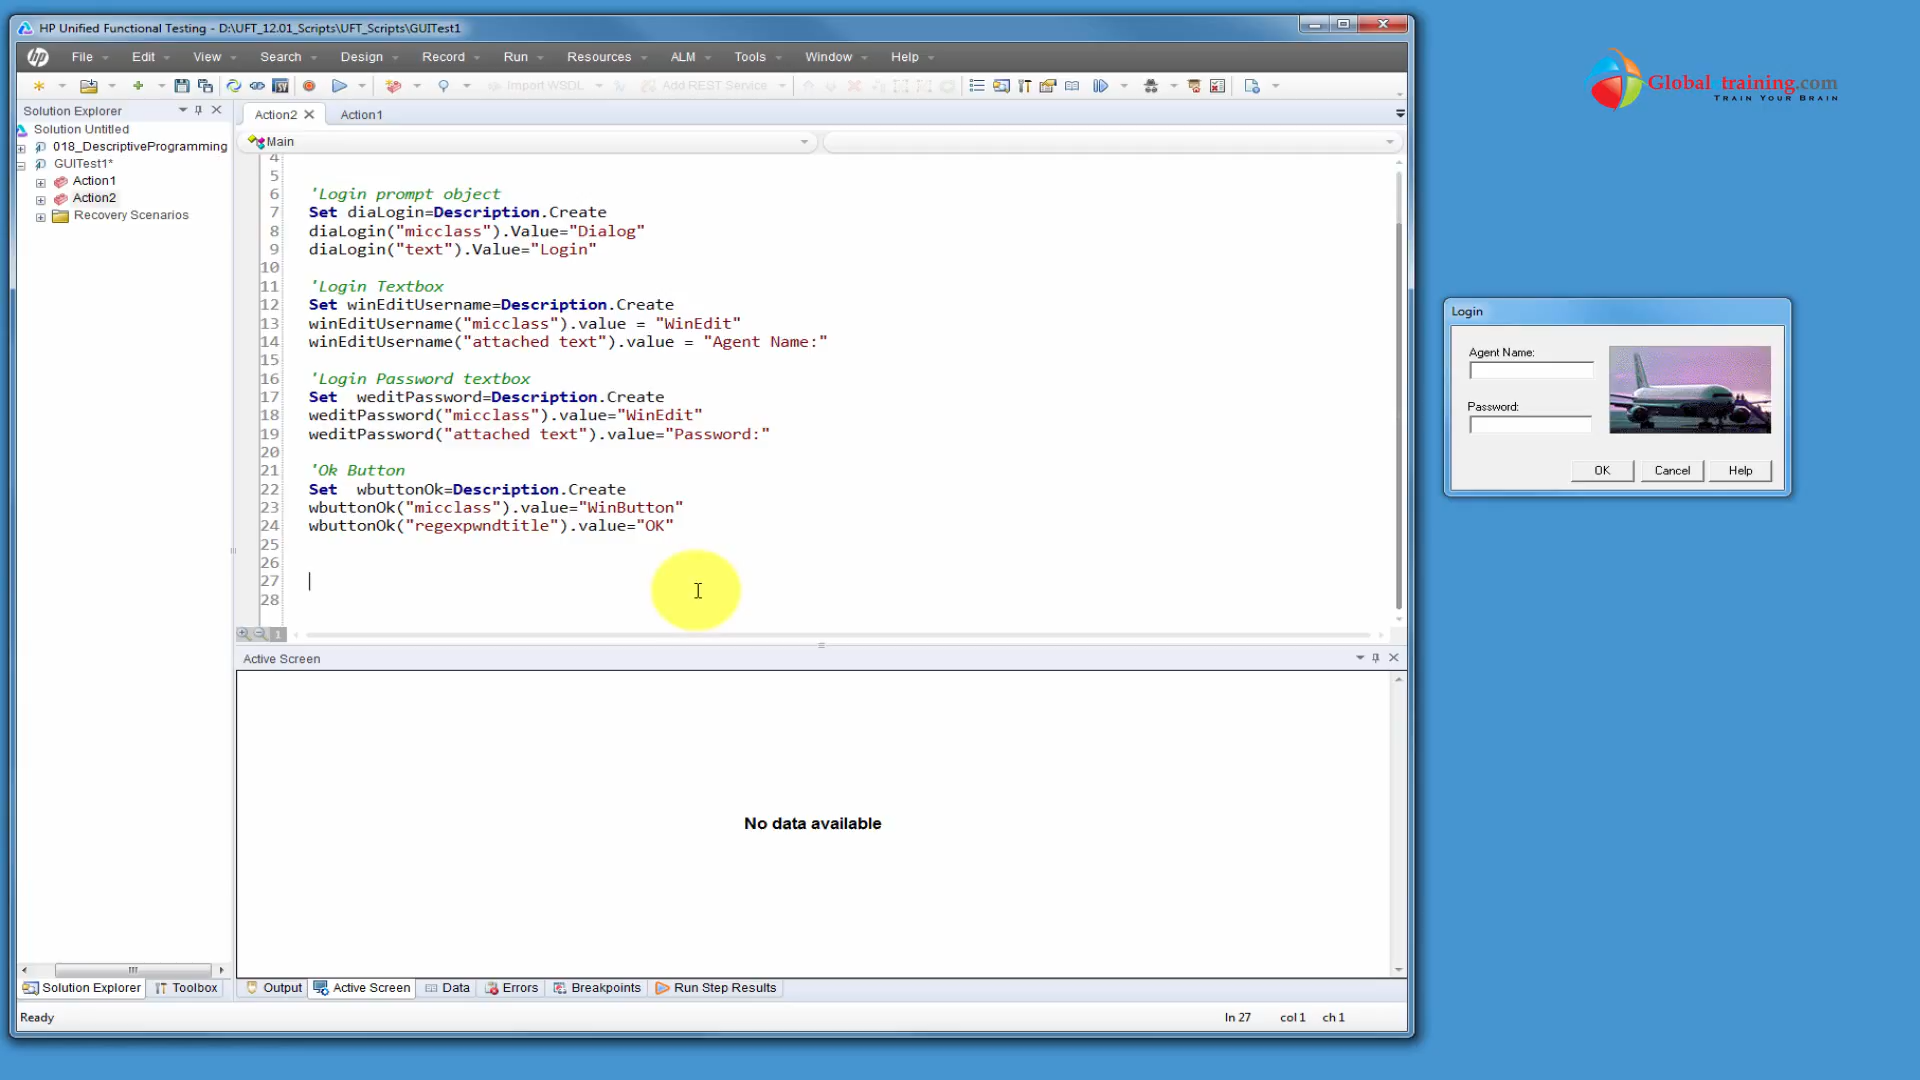 HP Unified Functional Testing - D:\UFT_12.01_Scripts\UFT_Scripts\GUITest1
hp File Edit View Search Design Record Run Resources ALM Tools Window Help
Import WSDL Add REST Service
Solution Explorer
Solution Untitled
018_DescriptiveProgramming
GUITest1*
Action1
Action2
Recovery Scenarios
Action2 Action1
Main
4
5
6 'Login prompt object
7 Set diaLogin=Description.Create
8 diaLogin("micclass").Value="Dialog"
9 diaLogin("text").Value="Login"
10
11 'Login Textbox
12 Set winEditUsername=Description.Create
13 winEditUsername("micclass").value = "WinEdit"
14 winEditUsername("attached text").value = "Agent Name:"
15
16 'Login Password textbox
17 Set  weditPassword=Description.Create
18 weditPassword("micclass").value="WinEdit"
19 weditPassword("attached text").value="Password:"
20
21 'Ok Button
22 Set  wbuttonOk=Description.Create
23 wbuttonOk("micclass").value="WinButton"
24 wbuttonOk("regexpwndtitle").value="OK"
25
26
27
28
1
Active Screen
No data available
Solution Explorer Toolbox
Output Active Screen Data Errors Breakpoints Run Step Results
Ready
ln 27 col 1 ch 1
Login
Agent Name:
Password:
OK Cancel Help
Global training.com
TRAIN YOUR BRAIN